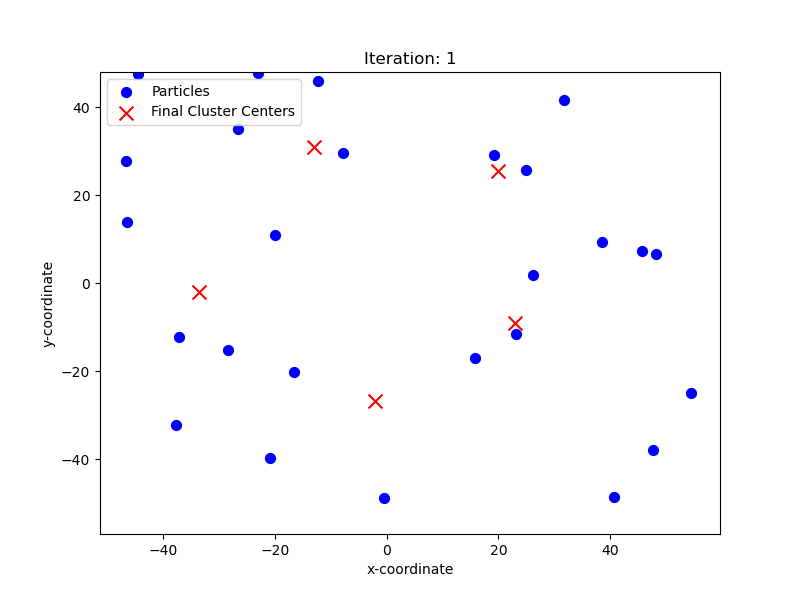 Iteration: 1
Particles
Final Cluster Centers
40
20
0
−20
−40
y-coordinate
−40
−20
0
20
40
x-coordinate